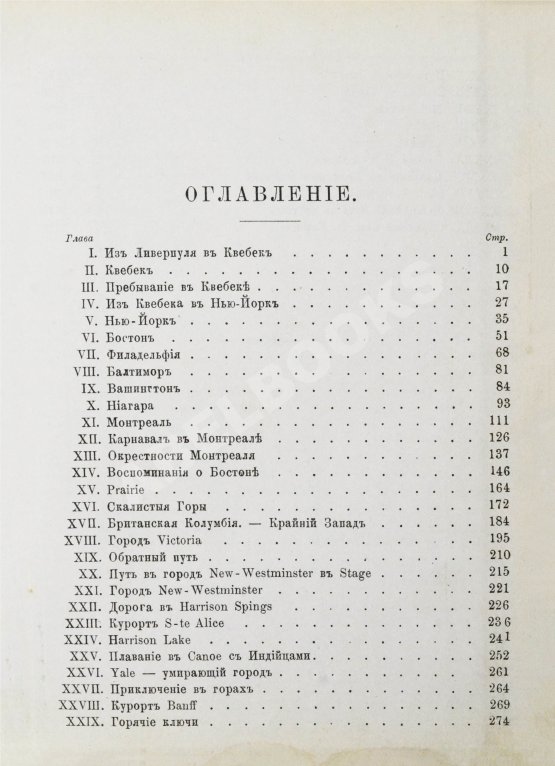 ОГЛАВЛЕНІЕ.
Глава Стр.
I. Изъ Ливерпуля въ Квебекъ . . . . . . . . . . . 1
II. Квебекъ . . . . . . . . . . . . . . . . . . 10
III. Пребываніе въ Квебекѣ . . . . . . . . . . . . 17
IV. Изъ Квебека въ Нью-Йоркъ . . . . . . . . . . 27
V. Нью-Йоркъ . . . . . . . . . . . . . . . . . 35
VI. Бостонъ . . . . . . . . . . . . . . . . . . 51
VII. Филадельфія . . . . . . . . . . . . . . . . 68
VIII. Балтиморъ . . . . . . . . . . . . . . . . . 81
IX. Вашингтонъ . . . . . . . . . . . . . . . . 84
X. Ніагара . . . . . . . . . . . . . . . . . . 93
XI. Монтреаль . . . . . . . . . . . . . . . . . 111
XII. Карнавалъ въ Монтреалѣ . . . . . . . . . . . 126
XIII. Окрестности Монтреаля . . . . . . . . . . . . 137
XIV. Воспоминанія о Бостонѣ . . . . . . . . . . . . 146
XV. Prairie . . . . . . . . . . . . . . . . . . 164
XVI. Скалистыя Горы . . . . . . . . . . . . . . . 172
XVII. Британская Колумбія. — Крайній Западъ . . . . . . 184
XVIII. Городъ Victoria . . . . . . . . . . . . . . . 195
XIX. Обратный путь . . . . . . . . . . . . . . . 210
XX. Путь въ городъ New-Westminster въ Stage . . . . . . 215
XXI. Городъ New-Westminster . . . . . . . . . . . . 221
XXII. Дорога въ Harrison Spings . . . . . . . . . . . 226
XXIII. Курортъ S-te Alice . . . . . . . . . . . . . . 236
XXIV. Harrison Lake . . . . . . . . . . . . . . . . 241
XXV. Плаваніе въ Canoe съ Индійцами. . . . . . . . . . 252
XXVI. Yale — умирающій городъ . . . . . . . . . . . . 261
XXVII. Приключеніе въ горахъ . . . . . . . . . . . . 264
XXVIII. Курортъ Banff . . . . . . . . . . . . . . . 269
XXIX. Горячіе ключи . . . . . . . . . . . . . . . 274